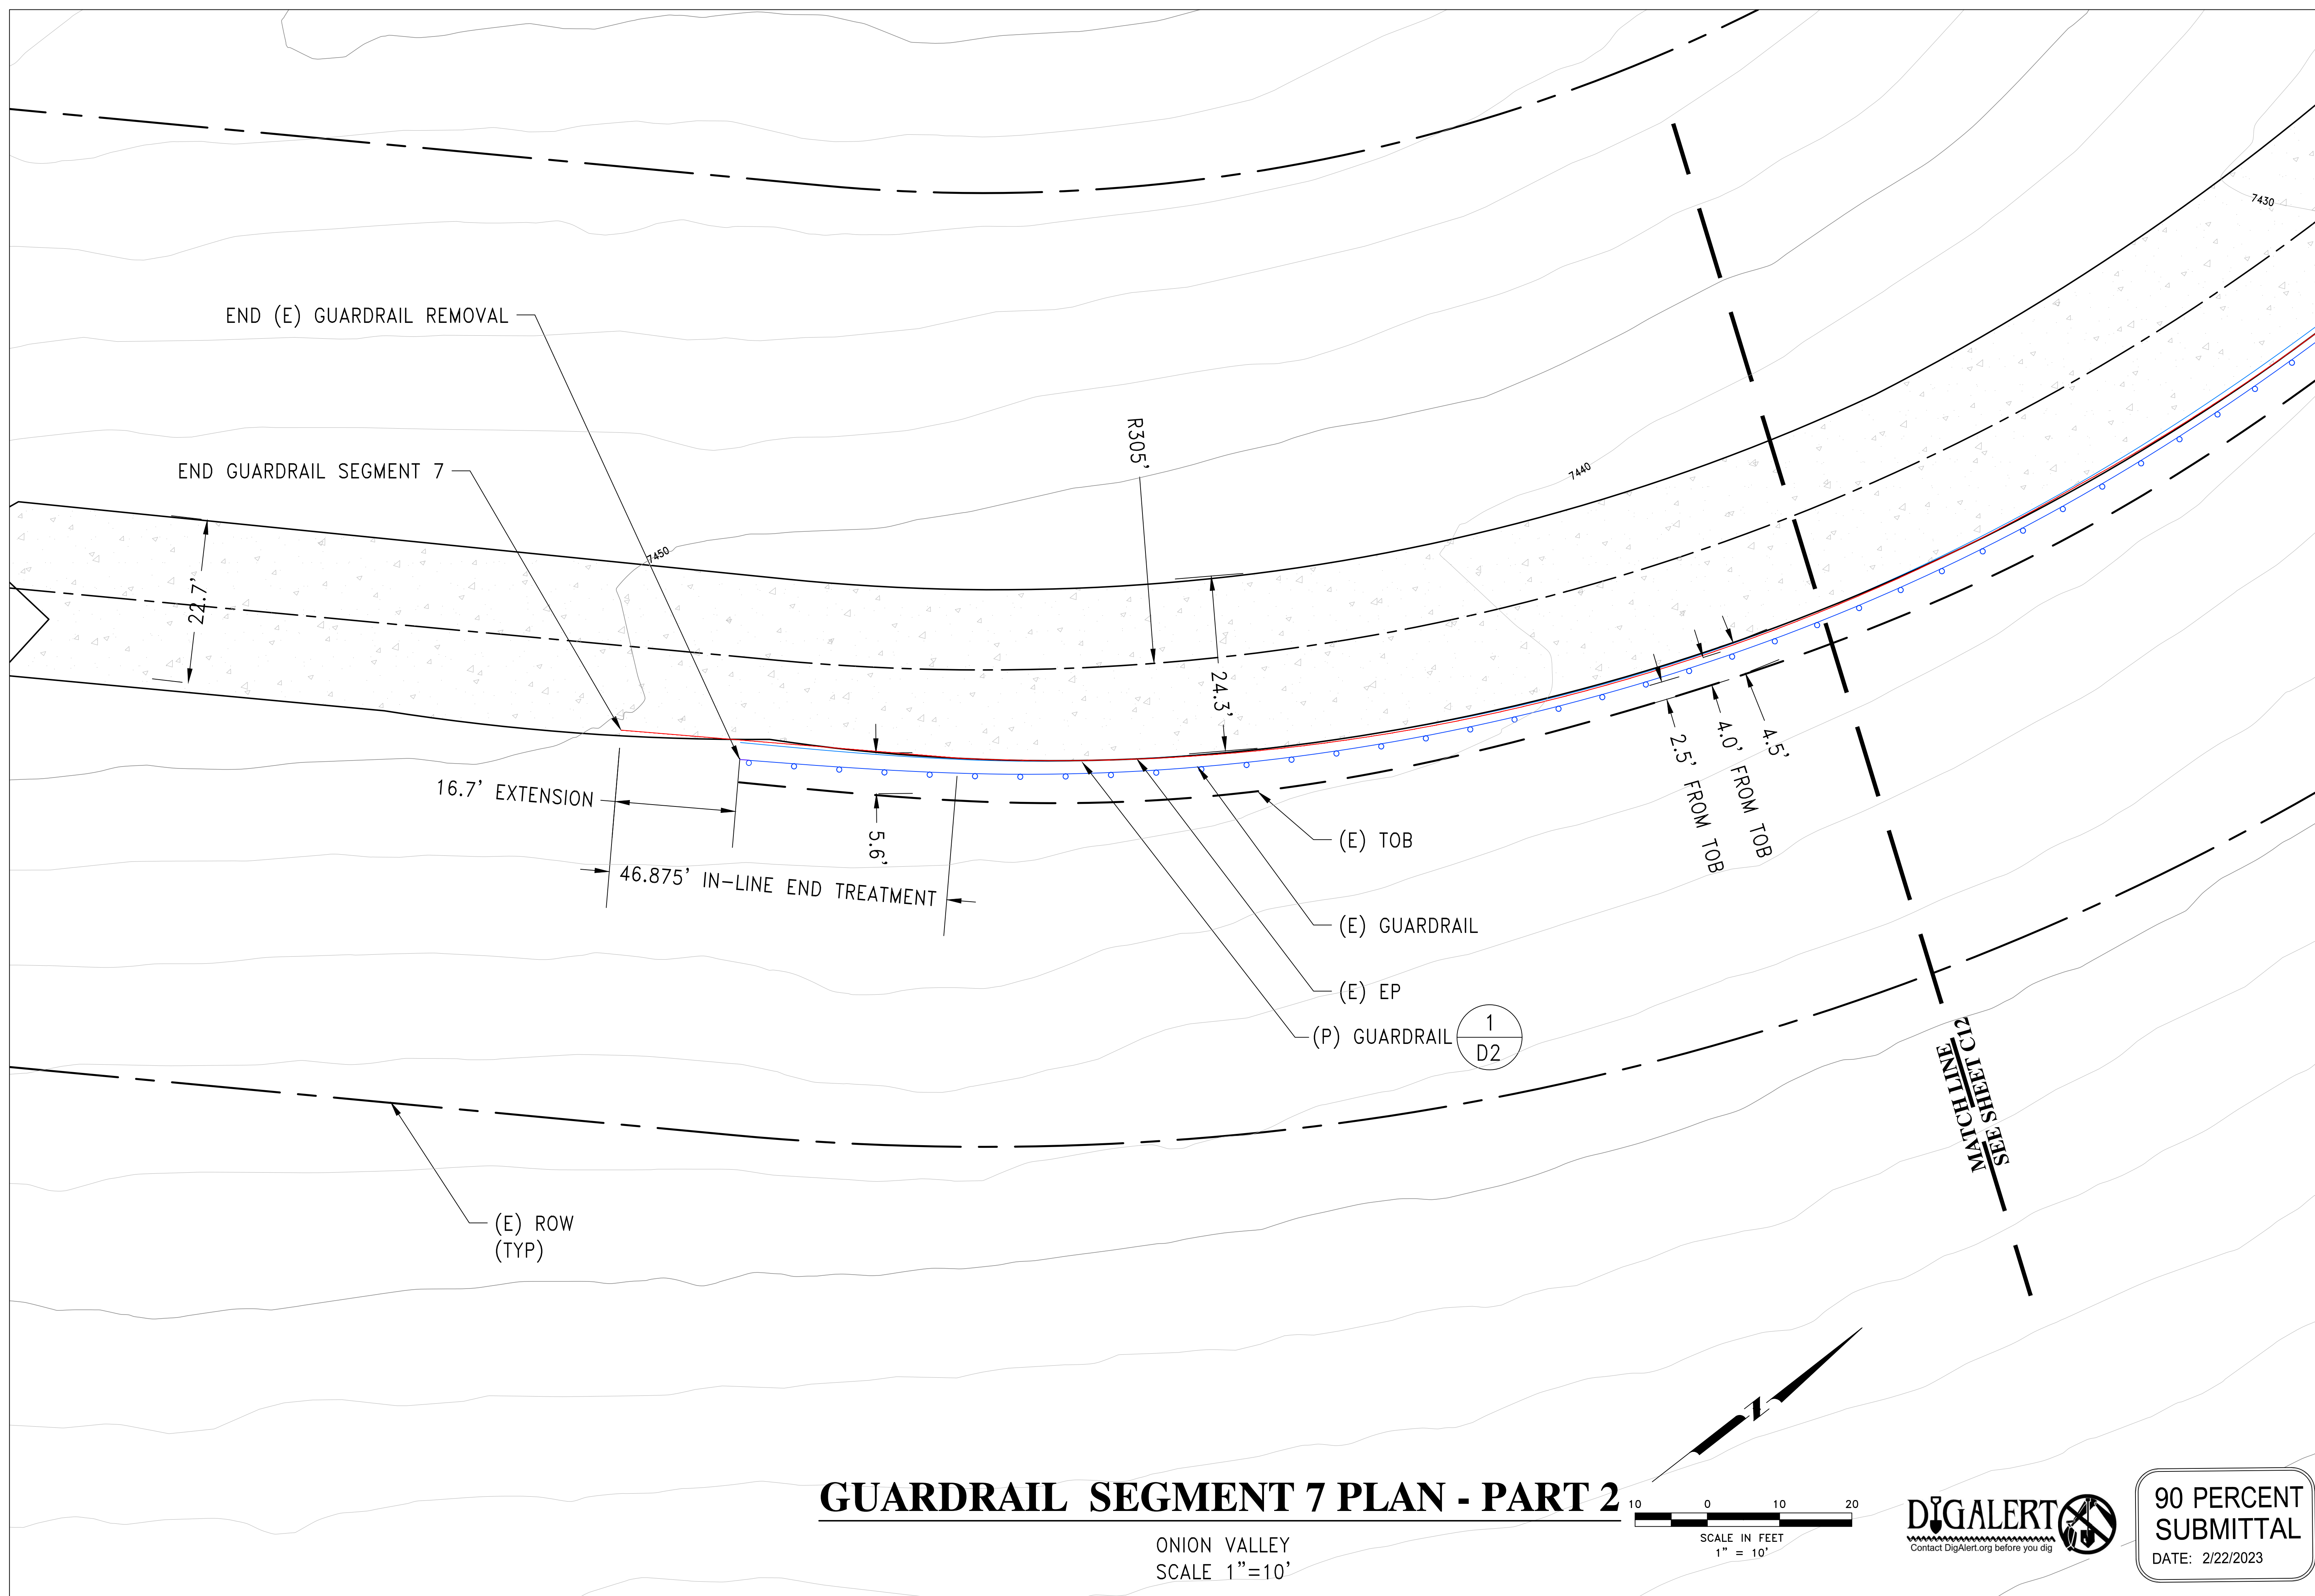 7430
END (E) GUARDRAIL REMOVAL
R305'
7440
END GUARDRAIL SEGMENT 7
7450
22.7'
24.3'
4.5'
4.0' FROM TOB
2.5' FROM TOB
16.7' EXTENSION
5.6'
(E) TOB
46.875' IN-LINE END TREATMENT
(E) GUARDRAIL
(E) EP
(P) GUARDRAIL
1
D2
MATCH LINE
SEE SHEET C12
(E) ROW
(TYP)
N
GUARDRAIL SEGMENT 7 PLAN - PART 2
ONION VALLEY
SCALE 1"=10'
10 0 10 20
SCALE IN FEET
1" = 10'
DIGALERT
Contact DigAlert.org before you dig
90 PERCENT
SUBMITTAL
DATE: 2/22/2023